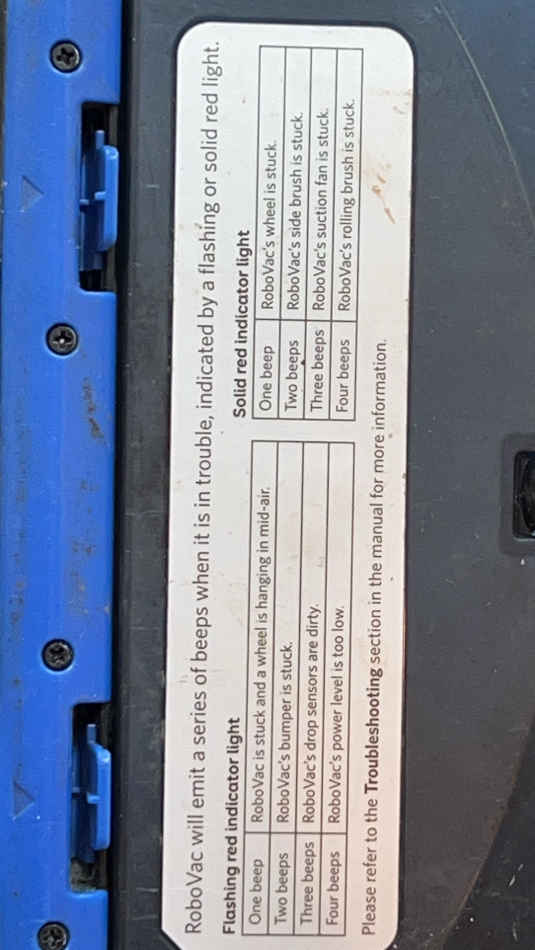 RoboVac will emit a series of beeps when it is in trouble, indicated by a flashing or solid red light.
Flashing red indicator light
One beep RoboVac is stuck and a wheel is hanging in mid-air.
Two beeps RoboVac's bumper is stuck.
Three beeps RoboVac's drop sensors are dirty.
Four beeps RoboVac's power level is too low.
Solid red indicator light
One beep RoboVac's wheel is stuck.
Two beeps RoboVac's side brush is stuck.
Three beeps RoboVac's suction fan is stuck.
Four beeps RoboVac's rolling brush is stuck.
Please refer to the Troubleshooting section in the manual for more information.